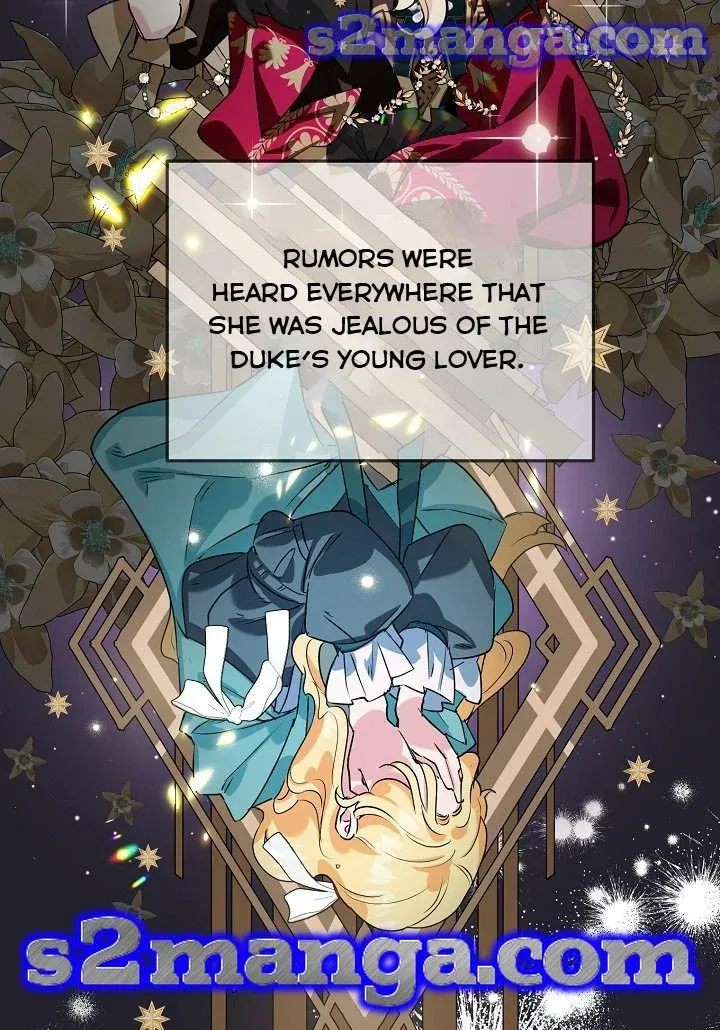 s2manga.com
RUMORS WERE
HEARD EVERYWHERE THAT
SHE WAS JEALOUS OF THE
DUKE'S YOUNG LOVER.
s2manga.com